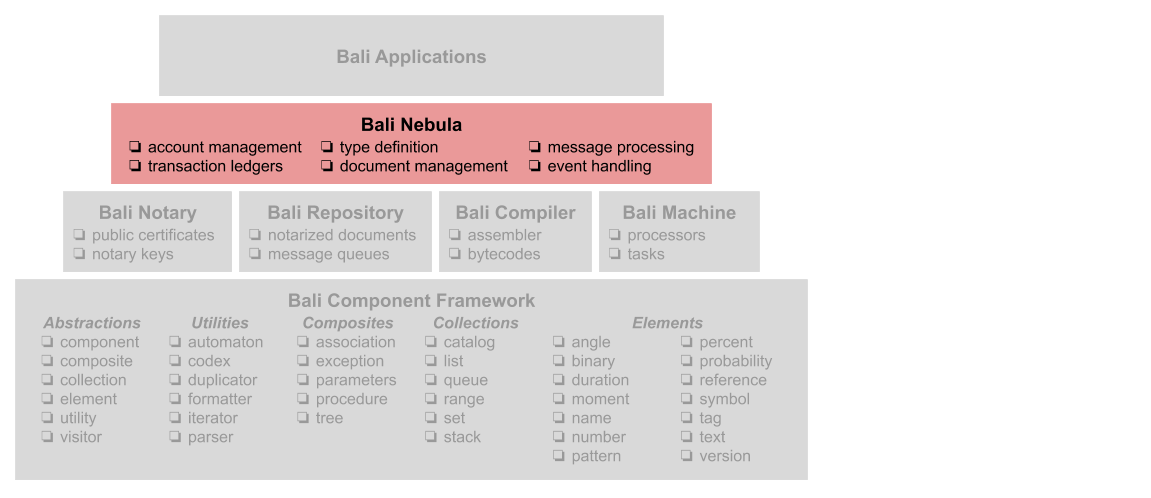 Bali Applications
Bali Nebula
❏ account management ❏ type definition ❏ message processing
❏ transaction ledgers ❏ document management ❏ event handling
Bali Notary Bali Repository Bali Compiler Bali Machine
❏ public certificates ❏ notarized documents ❏ assembler ❏ processors
❏ notary keys ❏ message queues ❏ bytecodes ❏ tasks
Bali Component Framework
Abstractions Utilities Composites Collections Elements
❏ component ❏ automaton ❏ association ❏ catalog ❏ angle ❏ percent
❏ composite ❏ codex ❏ exception ❏ list ❏ binary ❏ probability
❏ collection ❏ duplicator ❏ parameters ❏ queue ❏ duration ❏ reference
❏ element ❏ formatter ❏ procedure ❏ range ❏ moment ❏ symbol
❏ utility ❏ iterator ❏ tree ❏ set ❏ name ❏ tag
❏ visitor ❏ parser ❏ stack ❏ number ❏ text
❏ pattern ❏ version